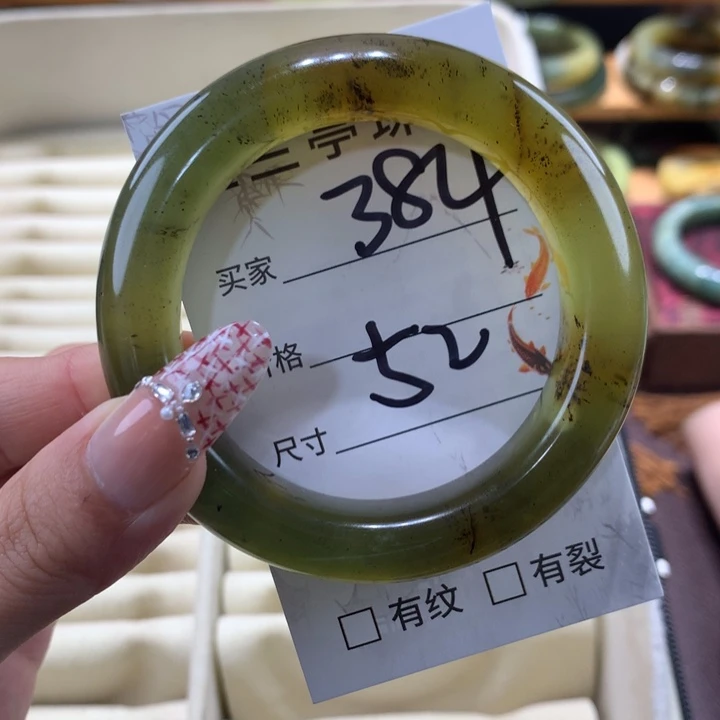 买家 384
格 52
尺寸
□有纹 □有裂